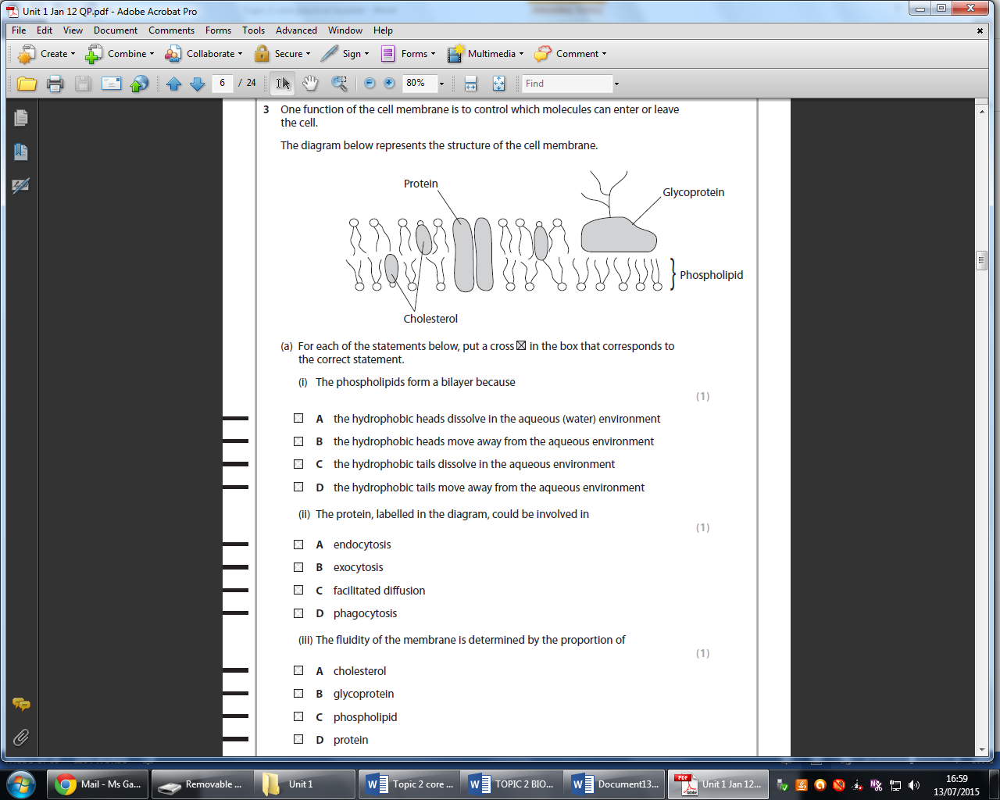 Unit 1 Jan 12 QP.pdf - Adobe Acrobat Pro
File Edit View Document Comments Forms Tools Advanced Window Help
Create Combine Collaborate Secure Sign Forms Multimedia Comment
6 / 24 80% Find
3 One function of the cell membrane is to control which molecules can enter or leave
the cell.
The diagram below represents the structure of the cell membrane.
Protein
Glycoprotein
Phospholipid
Cholesterol
(a) For each of the statements below, put a cross in the box that corresponds to
the correct statement.
(i) The phospholipids form a bilayer because
(1)
A the hydrophobic heads dissolve in the aqueous (water) environment
B the hydrophobic heads move away from the aqueous environment
C the hydrophobic tails dissolve in the aqueous environment
D the hydrophobic tails move away from the aqueous environment
(ii) The protein, labelled in the diagram, could be involved in
(1)
A endocytosis
B exocytosis
C facilitated diffusion
D phagocytosis
(iii) The fluidity of the membrane is determined by the proportion of
(1)
A cholesterol
B glycoprotein
C phospholipid
D protein
Mail - Ms Ga... Removable ... Unit 1 Topic 2 core ... TOPIC 2 BIO... Document13... Unit 1 Jan 12...
16:59
13/07/2015